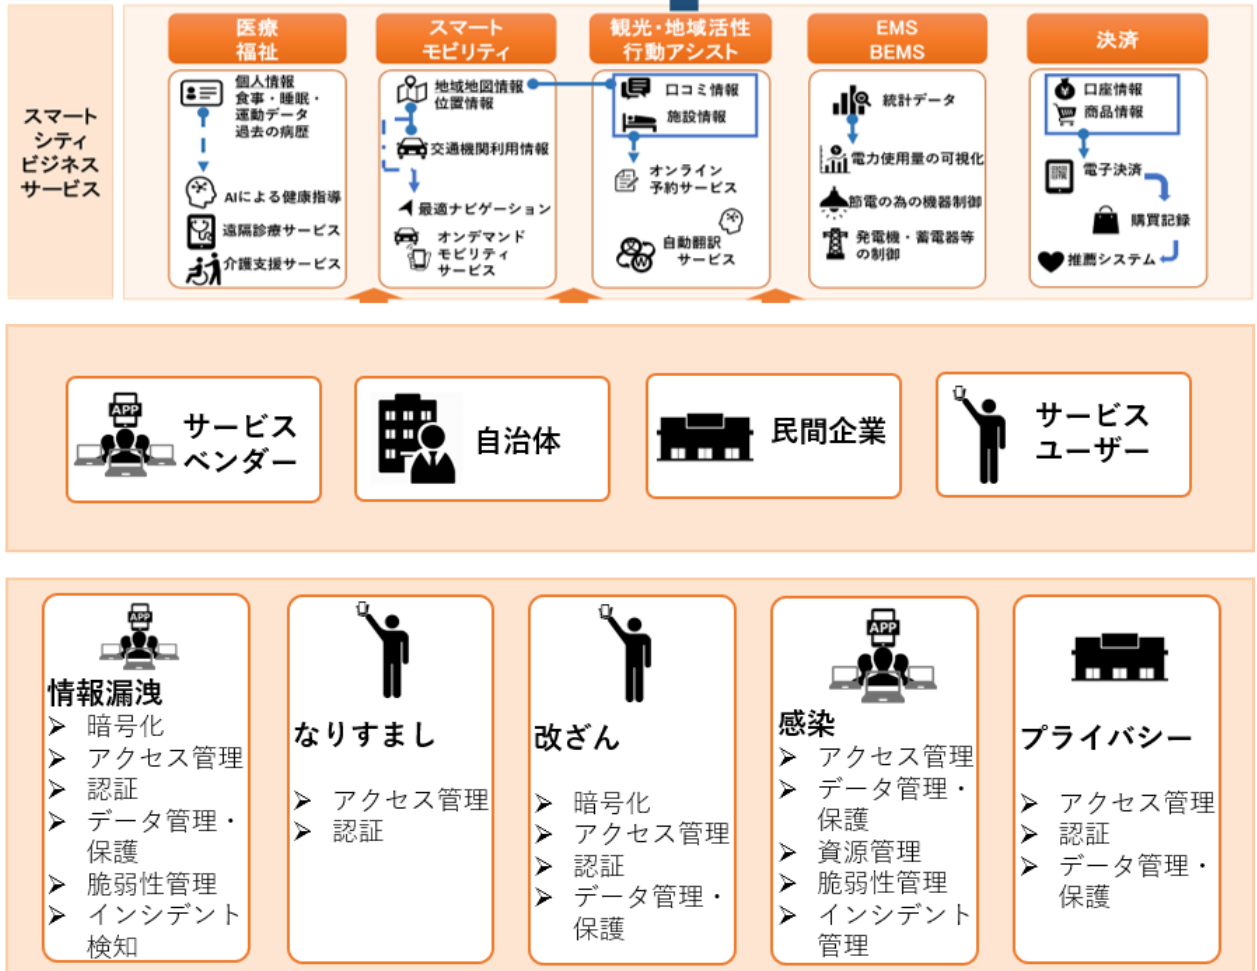 医療
福祉
スマート
モビリティ
観光・地域活性
行動アシスト
EMS
BEMS
決済
スマート
シティ
ビジネス
サービス
個人情報
食事・睡眠・
運動データ
過去の病歴
AIによる健康指導
遠隔診療サービス
介護支援サービス
地域地図情報
位置情報
交通機関利用情報
最適ナビゲーション
オンデマンド
モビリティ
サービス
口コミ情報
施設情報
オンライン
予約サービス
自動翻訳
サービス
統計データ
電力使用量の可視化
節電の為の機器制御
発電機・蓄電器等
の制御
口座情報
商品情報
電子決済
購買記録
推薦システム
APP
サービス
ベンダー
自治体
民間企業
サービス
ユーザー
APP
情報漏洩
➢ 暗号化
➢ アクセス管理
➢ 認証
➢ データ管理・
保護
➢ 脆弱性管理
➢ インシデント
検知
なりすまし
➢ アクセス管理
➢ 認証
改ざん
➢ 暗号化
➢ アクセス管理
➢ 認証
➢ データ管理・
保護
APP
感染
➢ アクセス管理
➢ データ管理・
保護
➢ 資源管理
➢ 脆弱性管理
➢ インシデント
管理
プライバシー
➢ アクセス管理
➢ 認証
➢ データ管理・
保護